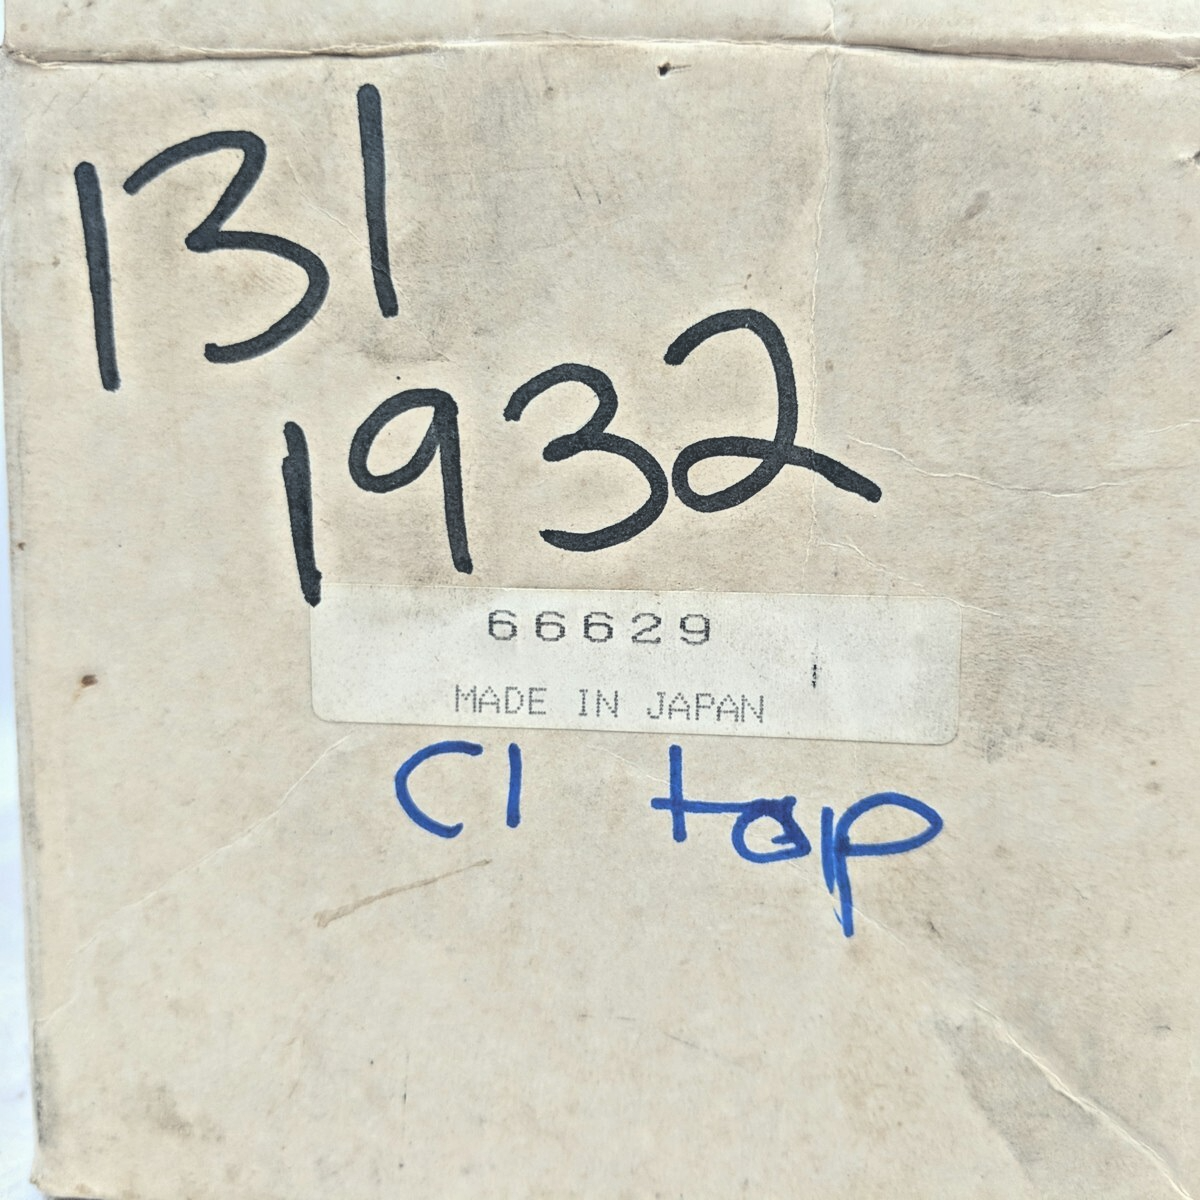 131
1932
66629
MADE IN JAPAN
C1 top